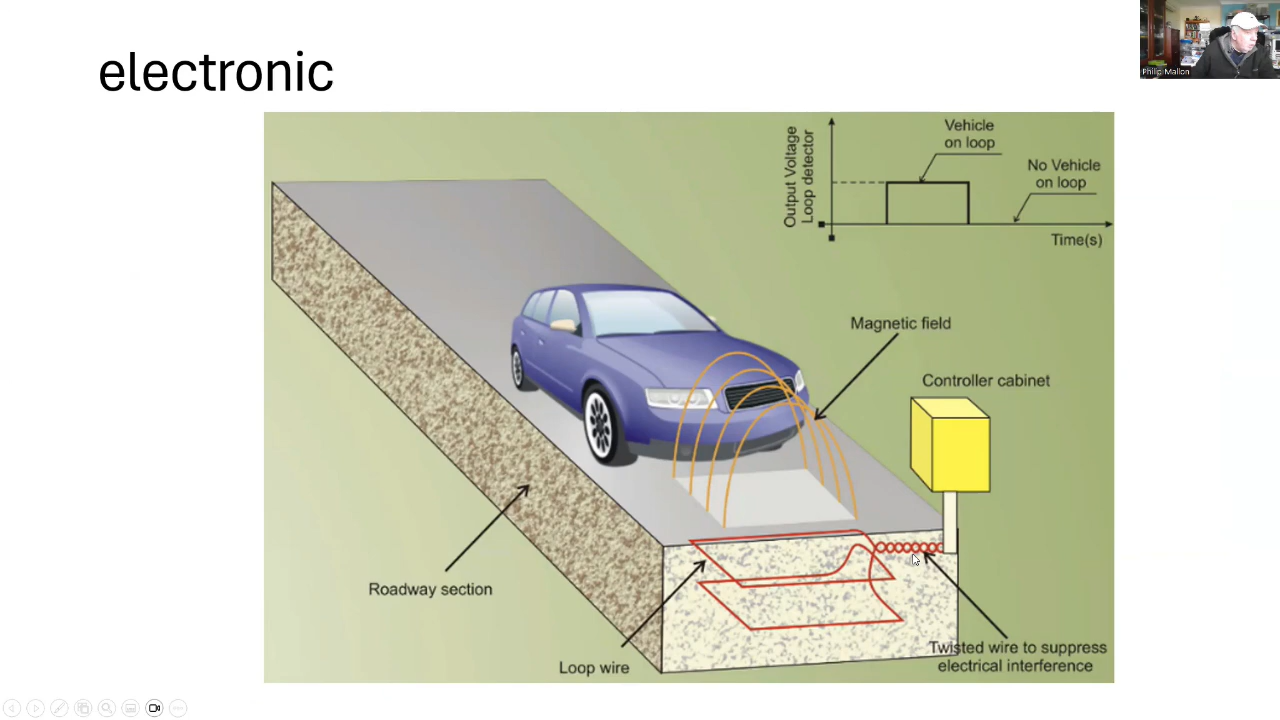 electronic
Philip Mallon
Output Voltage
Loop detector
Vehicle
on loop
No Vehicle
on loop
Time(s)
Magnetic field
Controller cabinet
Roadway section
Loop wire
Twisted wire to suppress
electrical interference